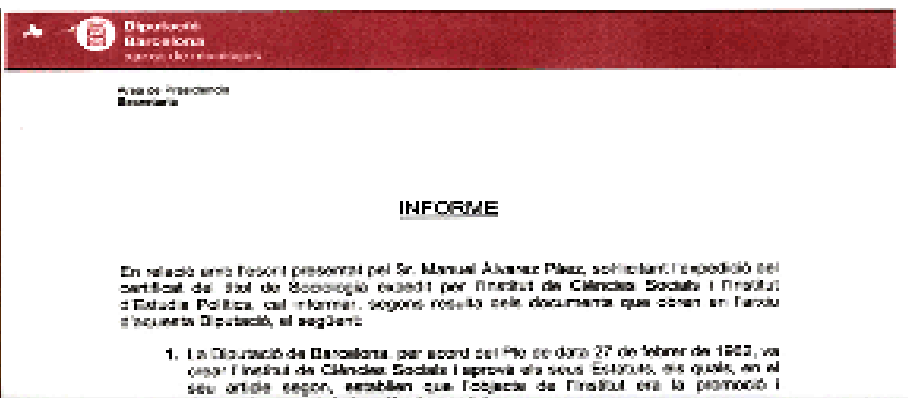 Diputació
Barcelona
Àrea de Presidència
Secretaria
INFORME
En relació amb l'escrit presentat pel Sr. Manuel Álvarez Páez, sol·licitant l'expedició del
certificat del títol de Sociologia expedit per l'Institut de Ciències Socials i l'Institut
d'Estudis Polítics, cal informar, segons resulta dels documents que obren en l'arxiu
d'aquesta Diputació, el següent:
1. La Diputació de Barcelona, per acord del Ple de data 27 de febrer de, va
crear l'Institut de Ciències Socials i aprovà els seus Estatuts, els quals, en el
seu article segon, establien que l'objecte de l'Institut era la promoció i